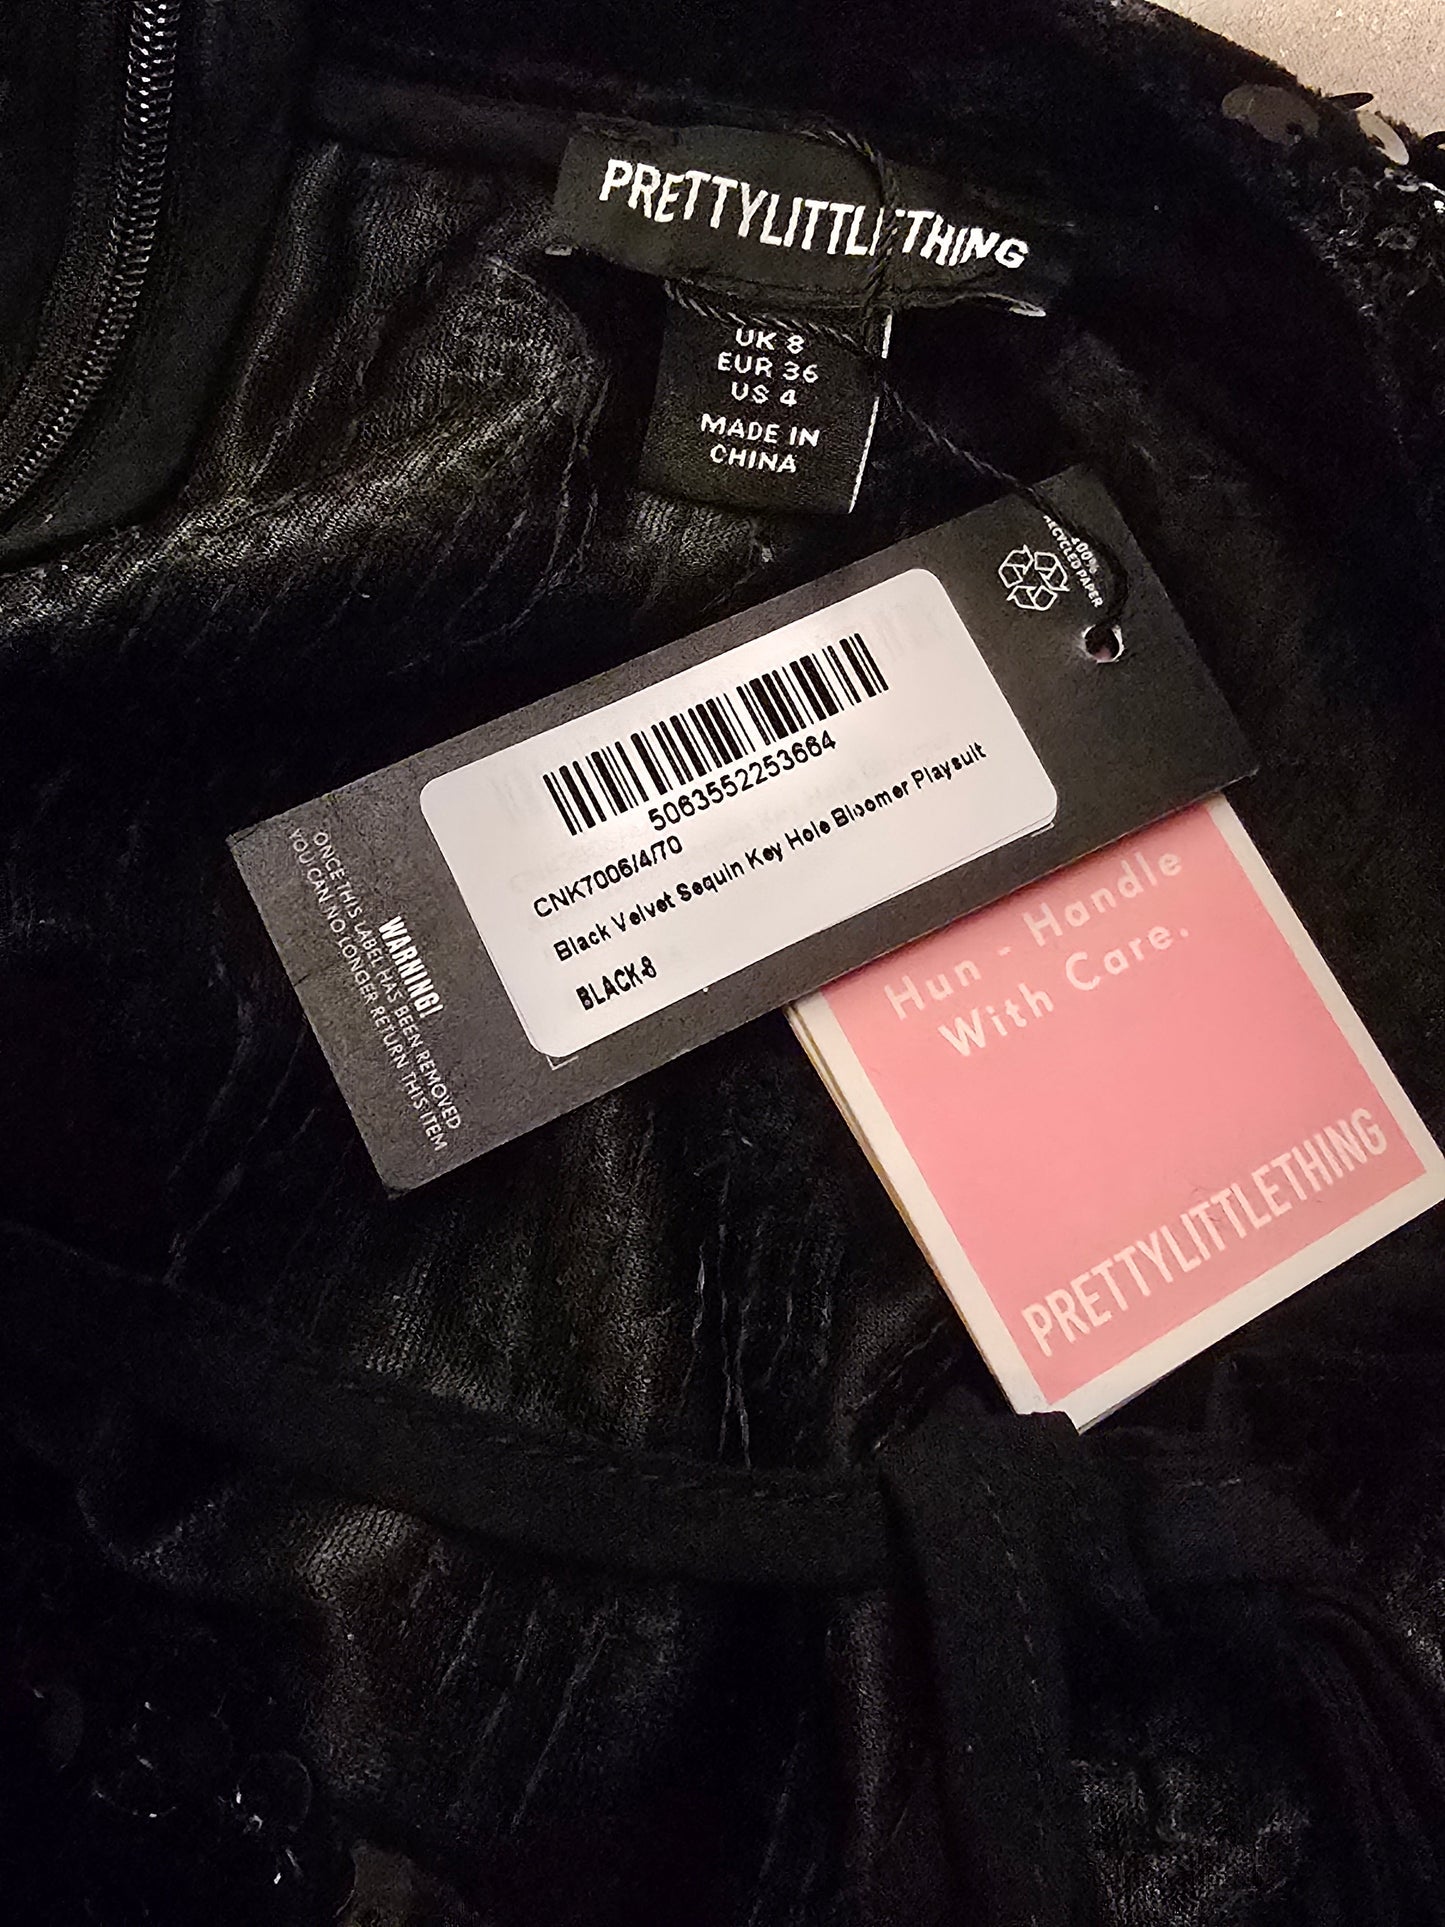 PRETTYLITTLETHING
UK 8
EUR 36
US 4
MADE IN
CHINA
100%
RECYCLED PAPER
5063552253664
CNK7006/4/70
Black Velvet Sequin Key Hole Bloomer Playsuit
BLACK-8
WARNING!
ONCE THIS LABEL HAS BEEN REMOVED
YOU CAN NO LONGER RETURN THIS ITEM
Hun - Handle
With Care.
PRETTYLITTLETHING